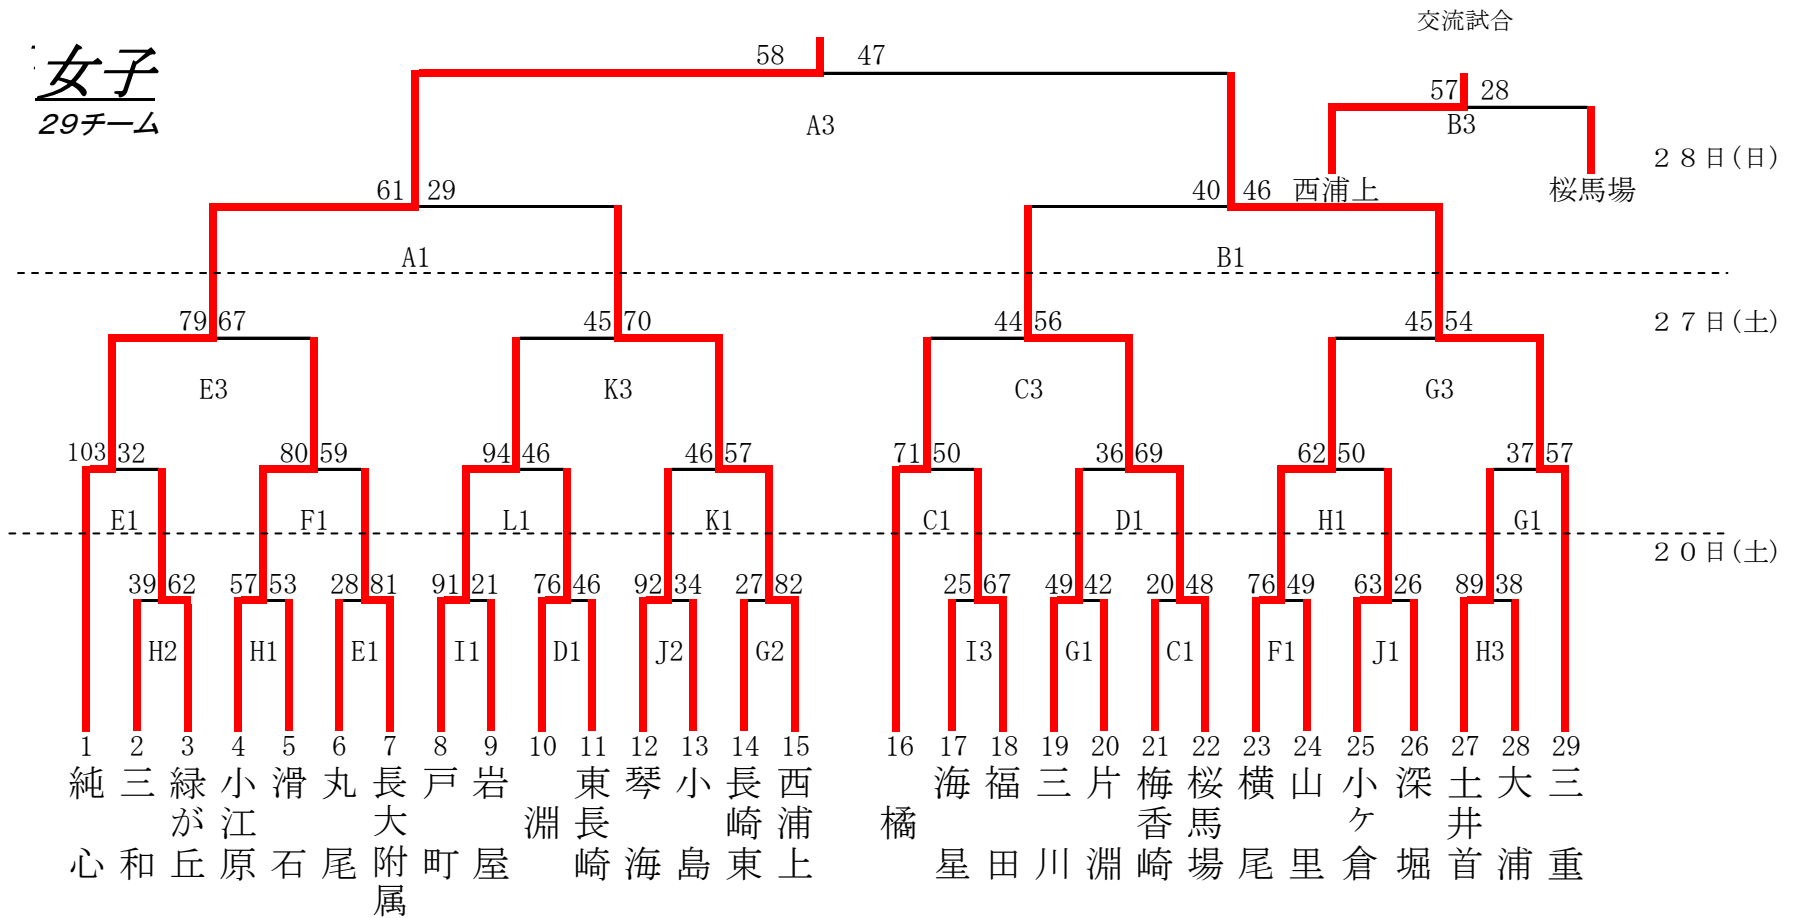 交流試合
女子
29チーム
58 47
57 28
A3
B3
28日(日)
西浦上 桜馬場
61 29
40 46
A1
B1
79 67
45 70
44 56
45 54
27日(土)
E3
K3
C3
G3
103 32
80 59
94 46
46 57
71 50
36 69
62 50
37 57
E1
F1
L1
K1
C1
D1
H1
G1
20日(土)
39 62
57 53
28 81
91 21
76 46
92 34
27 82
25 67
49 42
20 48
76 49
63 26
89 38
H2
H1
E1
I1
D1
J2
G2
I3
G1
C1
F1
J1
H3
1 純心
2 三和
3 緑が丘
4 小江原
5 滑石
6 丸尾
7 長大附属
8 戸町
9 岩屋
10 淵
11 東長崎
12 琴海
13 小島
14 長崎東
15 西浦上
16 橘
17 海星
18 福田
19 三川
20 片淵
21 梅香崎
22 桜馬場
23 横尾
24 山里
25 小ケ倉
26 深堀
27 土井首
28 大浦
29 三重